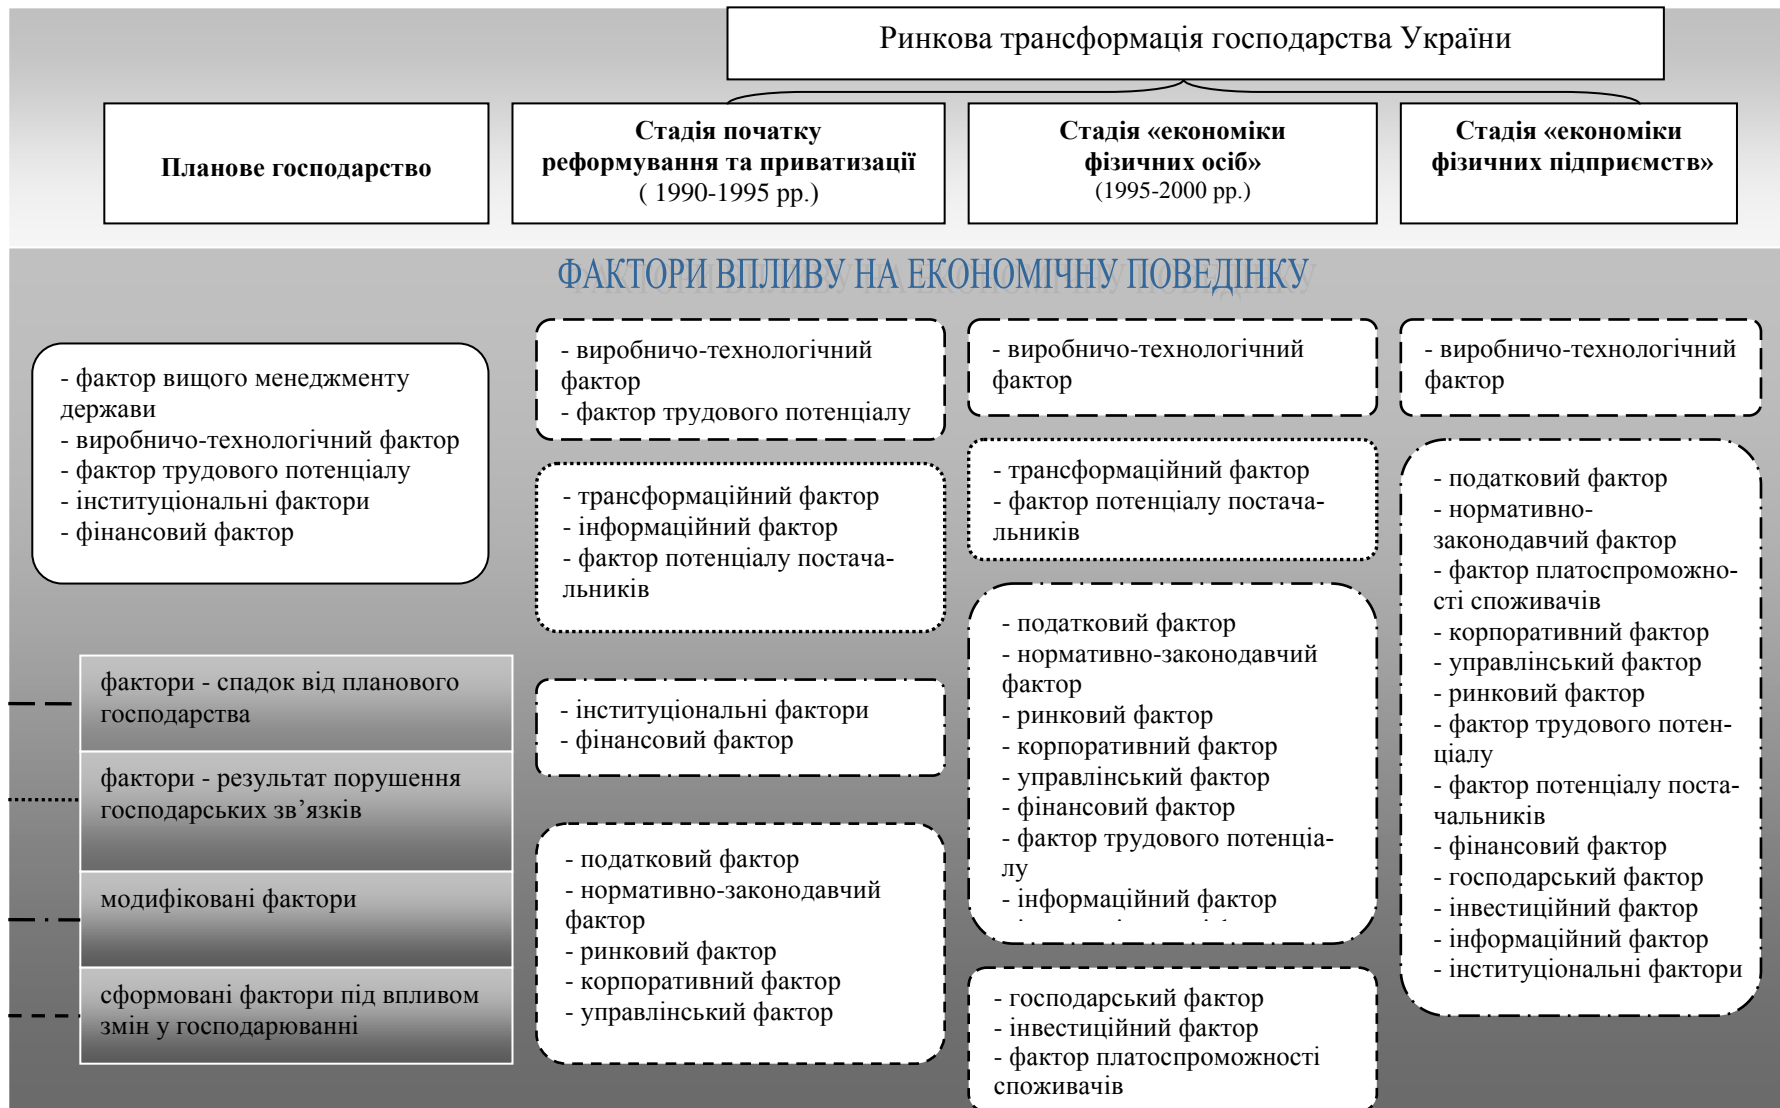 Ринкова трансформація господарства України
Планове господарство
Стадія початку
реформування та приватизації
( 1990-1995 рр.)
Стадія «економіки
фізичних осіб»
(1995-2000 рр.)
Стадія «економіки
фізичних підприємств»
ФАКТОРИ ВПЛИВУ НА ЕКОНОМІЧНУ ПОВЕДІНКУ
- фактор вищого менеджменту
держави
- виробничо-технологічний фактор
- фактор трудового потенціалу
- інституціональні фактори
- фінансовий фактор
фактори - спадок від планового
господарства
фактори - результат порушення
господарських зв’язків
модифіковані фактори
сформовані фактори під впливом
змін у господарюванні
- виробничо-технологічний
фактор
- фактор трудового потенціалу
- трансформаційний фактор
- інформаційний фактор
- фактор потенціалу постача-
льників
- інституціональні фактори
- фінансовий фактор
- податковий фактор
- нормативно-законодавчий
фактор
- ринковий фактор
- корпоративний фактор
- управлінський фактор
- виробничо-технологічний
фактор
- трансформаційний фактор
- фактор потенціалу постача-
льників
- податковий фактор
- нормативно-законодавчий
фактор
- ринковий фактор
- корпоративний фактор
- управлінський фактор
- фінансовий фактор
- фактор трудового потенціа-
лу
- інформаційний фактор
- господарський фактор
- інвестиційний фактор
- фактор платоспроможності
споживачів
- виробничо-технологічний
фактор
- податковий фактор
- нормативно-
законодавчий фактор
- фактор платоспроможно-
сті споживачів
- корпоративний фактор
- управлінський фактор
- ринковий фактор
- фактор трудового потен-
ціалу
- фактор потенціалу поста-
чальників
- фінансовий фактор
- господарський фактор
- інвестиційний фактор
- інформаційний фактор
- інституціональні фактори